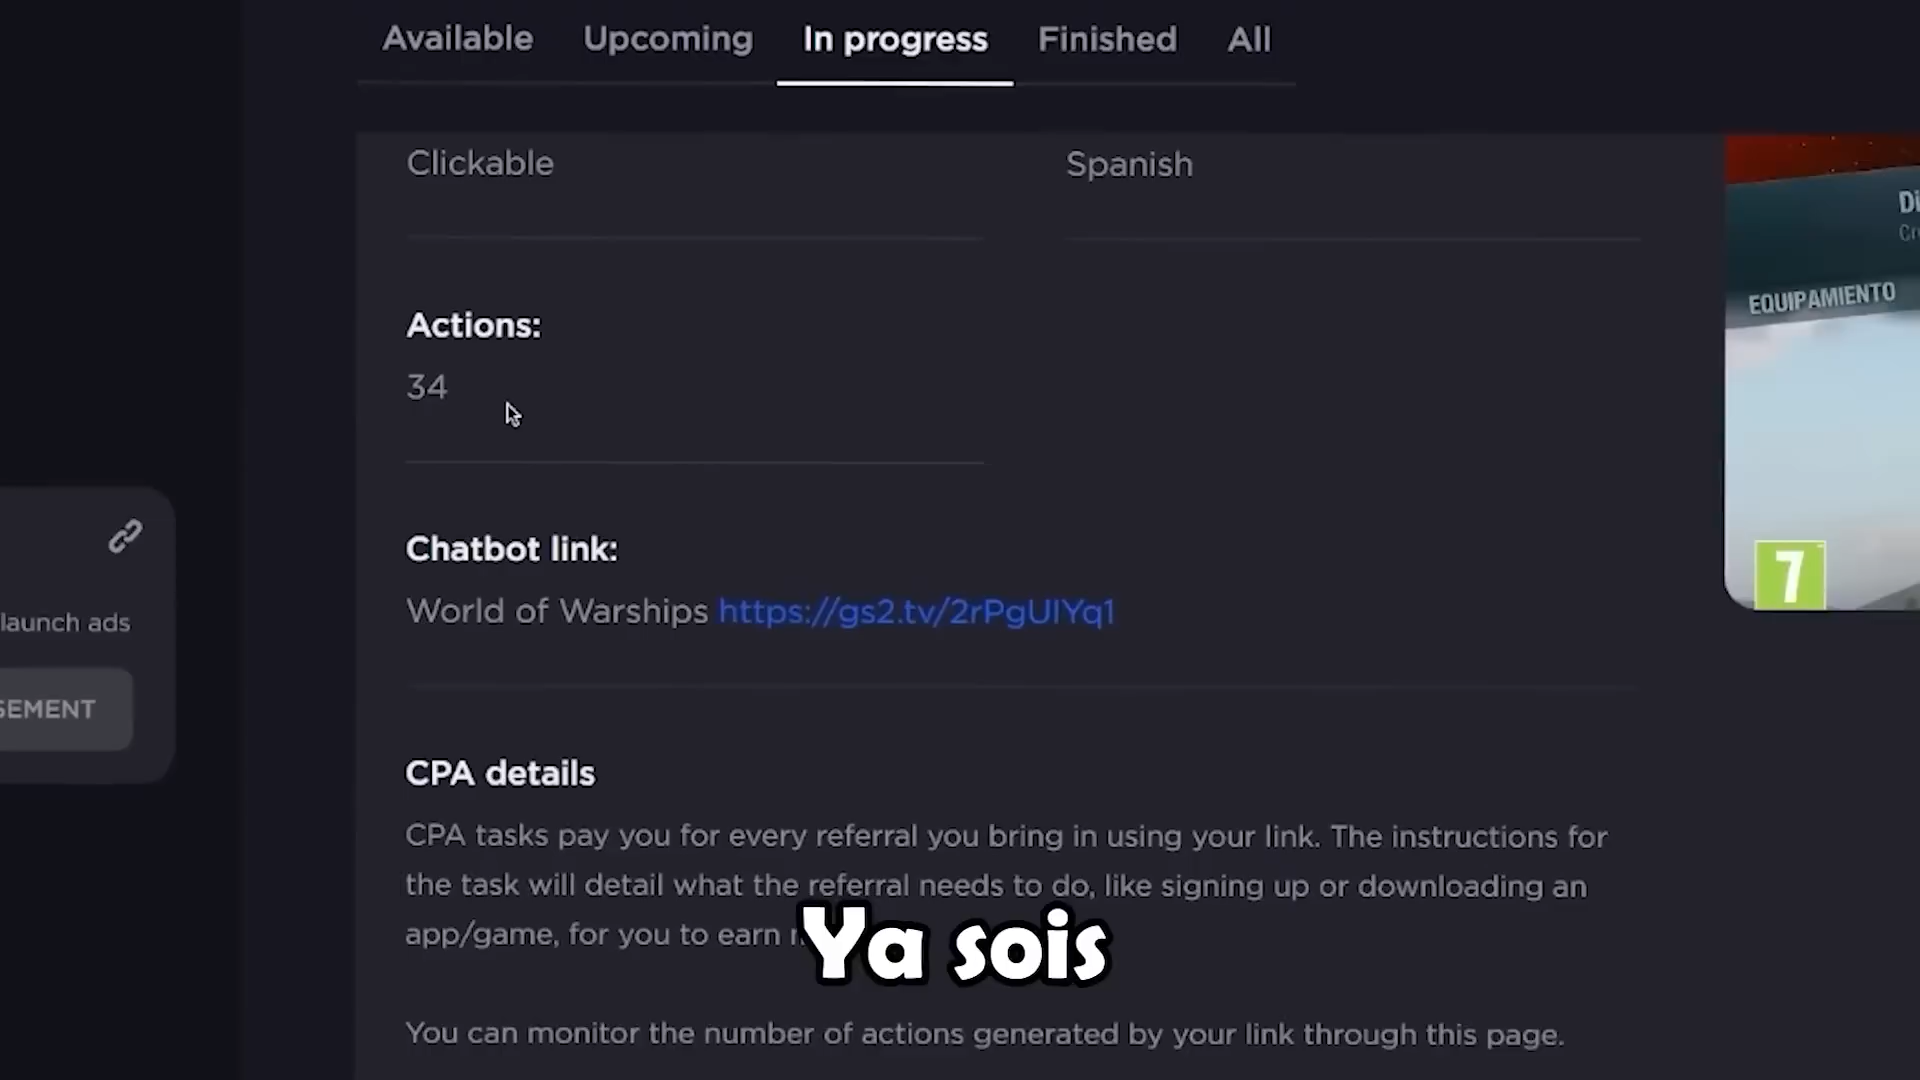 Available Upcoming In progress Finished All
Clickable Spanish
Actions:
34
Chatbot link:
World of Warships https://gs2.tv/2rPgUIYq1
CPA details
CPA tasks pay you for every referral you bring in using your link. The instructions for
the task will detail what the referral needs to do, like signing up or downloading an
app/game, for you to earn
Ya sois
You can monitor the number of actions generated by your link through this page.
launch ads
SEMENT
Di
Cr
EQUIPAMIENTO
7